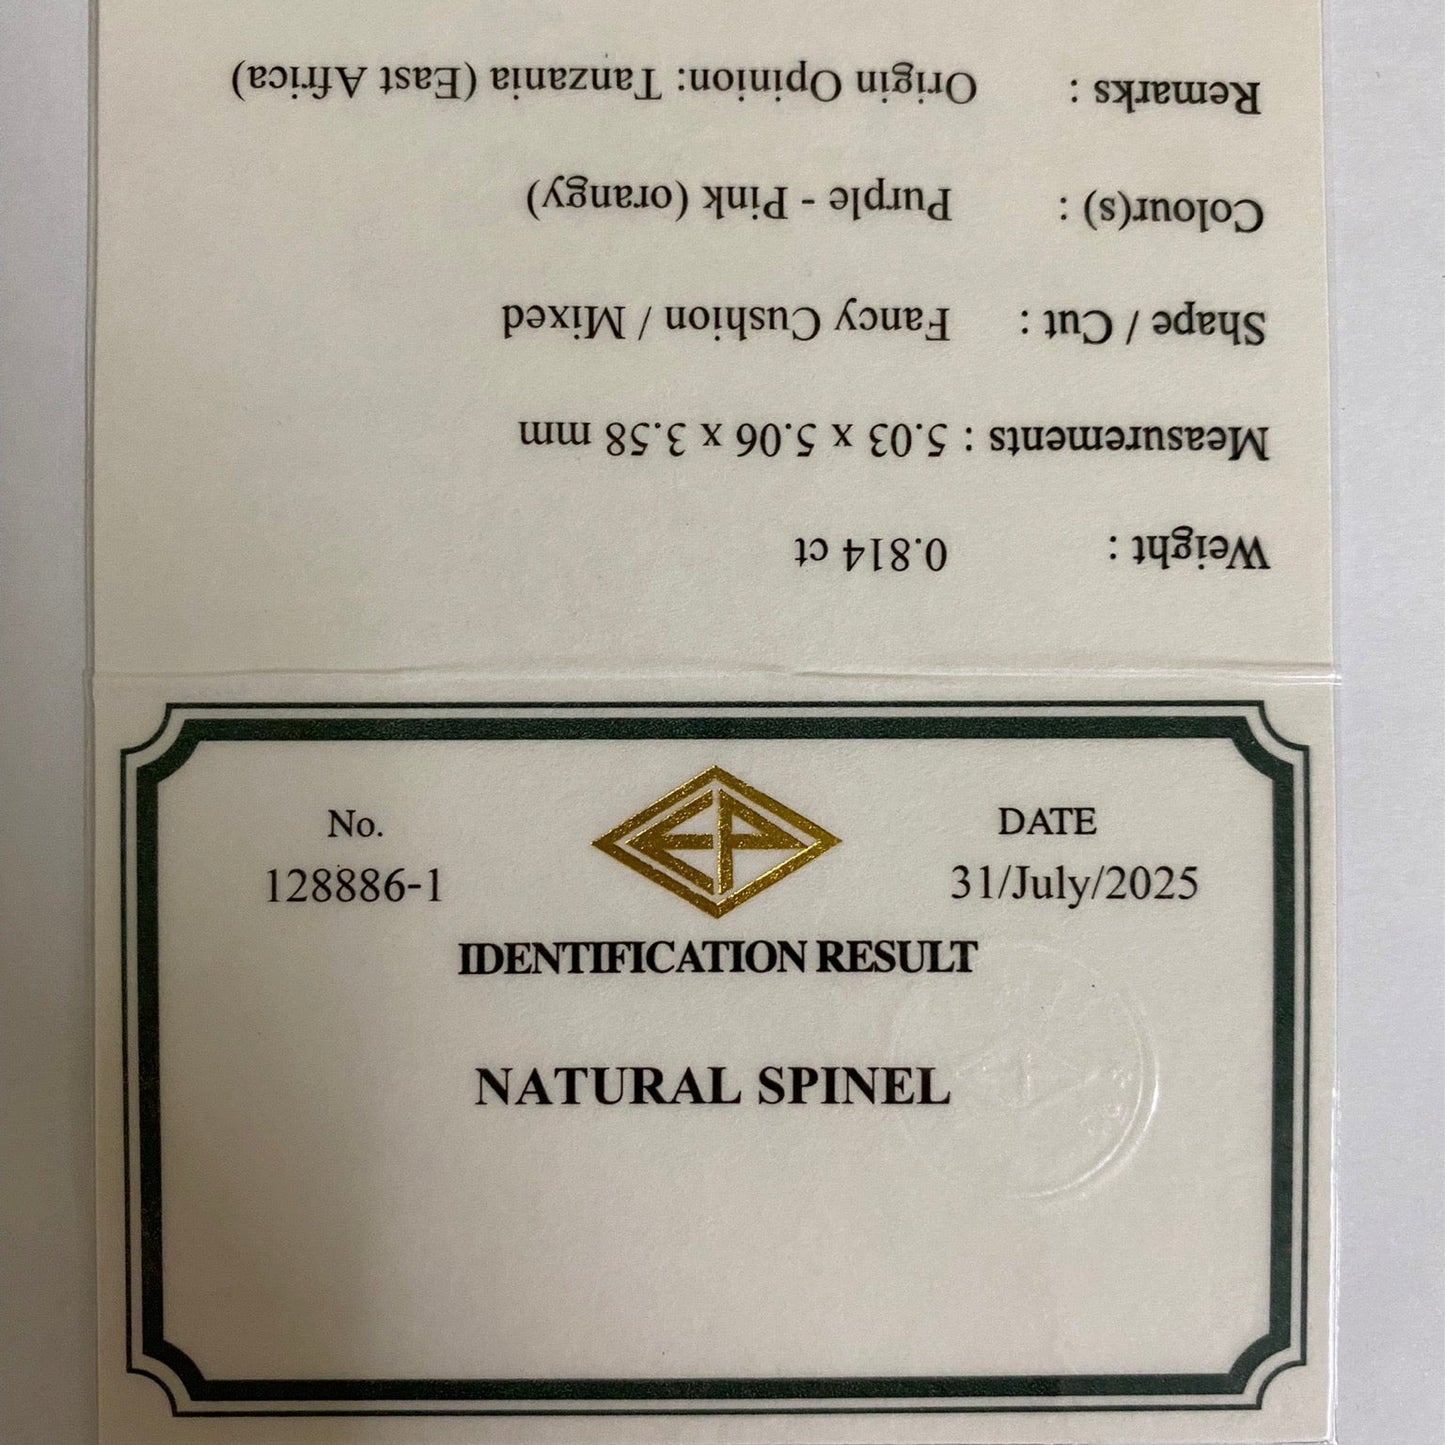 No.
128886-1
DATE
31/July/2025
IDENTIFICATION RESULT
NATURAL SPINEL
Weight : 0.814 ct
Measurements : 5.03 x 5.06 x 3.58 mm
Shape / Cut : Fancy Cushion / Mixed
Colour(s) : Purple - Pink (orangy)
Remarks : Origin Opinion: Tanzania (East Africa)